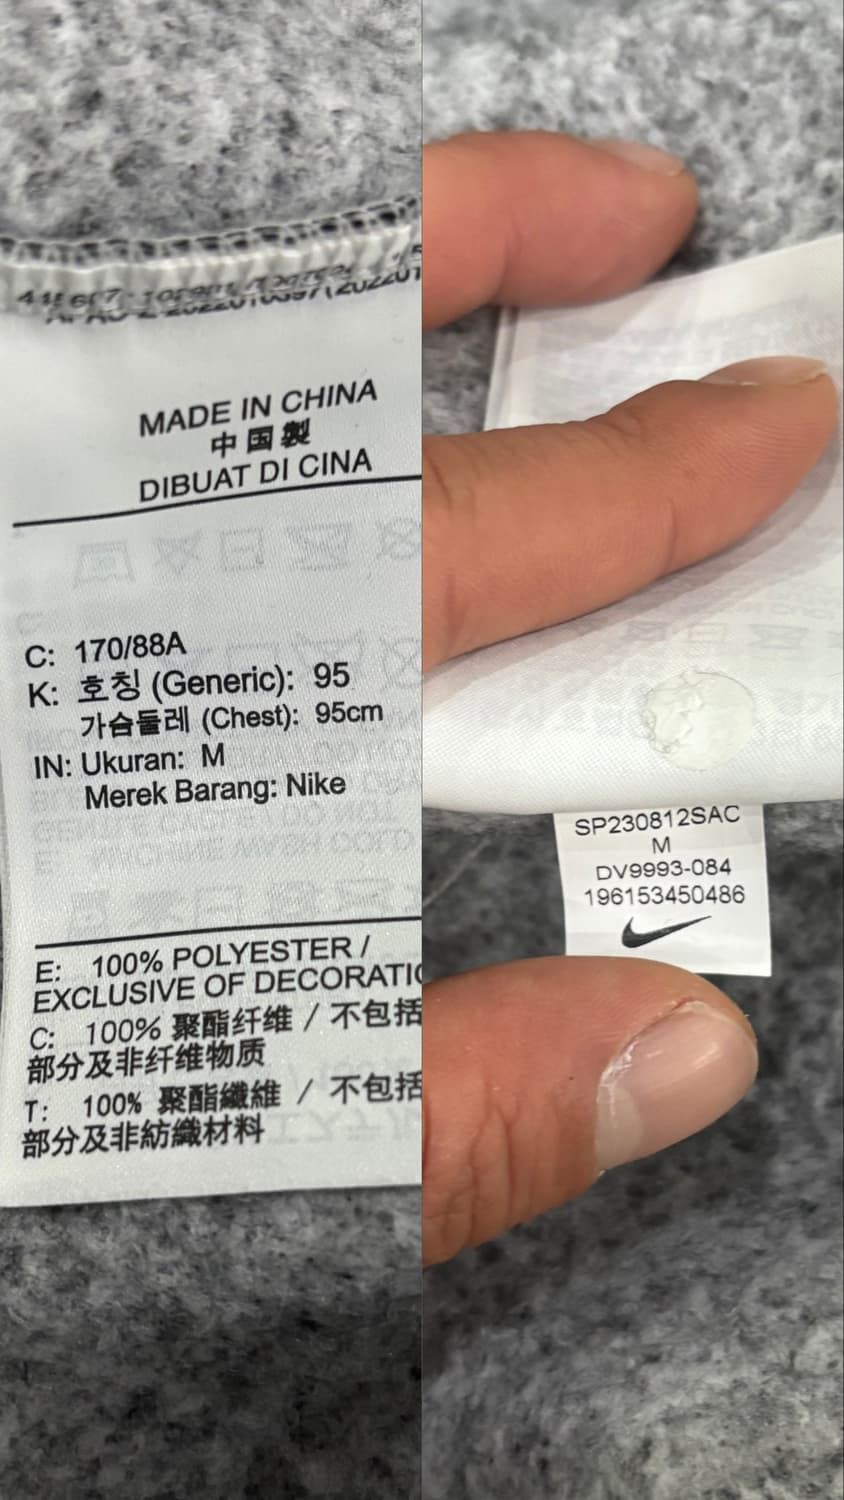 MADE IN CHINA
中国製
DIBUAT DI CINA
C: 170/88A
K: 호칭 (Generic): 95
가슴둘레 (Chest): 95cm
IN: Ukuran: M
Merek Barang: Nike
E: 100% POLYESTER /
EXCLUSIVE OF DECORATIO
C: 100% 聚酯纤维 / 不包括
部分及非纤维物质
T: 100% 聚酯纖維 / 不包括
部分及非紡織材料
SP230812SAC
M
DV9993-084
196153450486